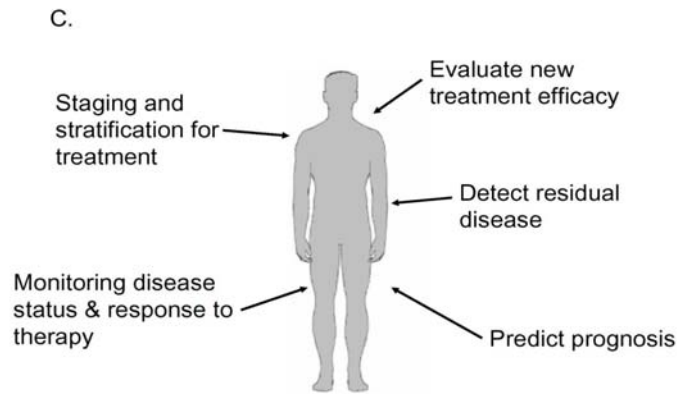 C.
Evaluate new
treatment efficacy
Staging and
stratification for
treatment
Detect residual
disease
Monitoring disease
status & response to
therapy
Predict prognosis